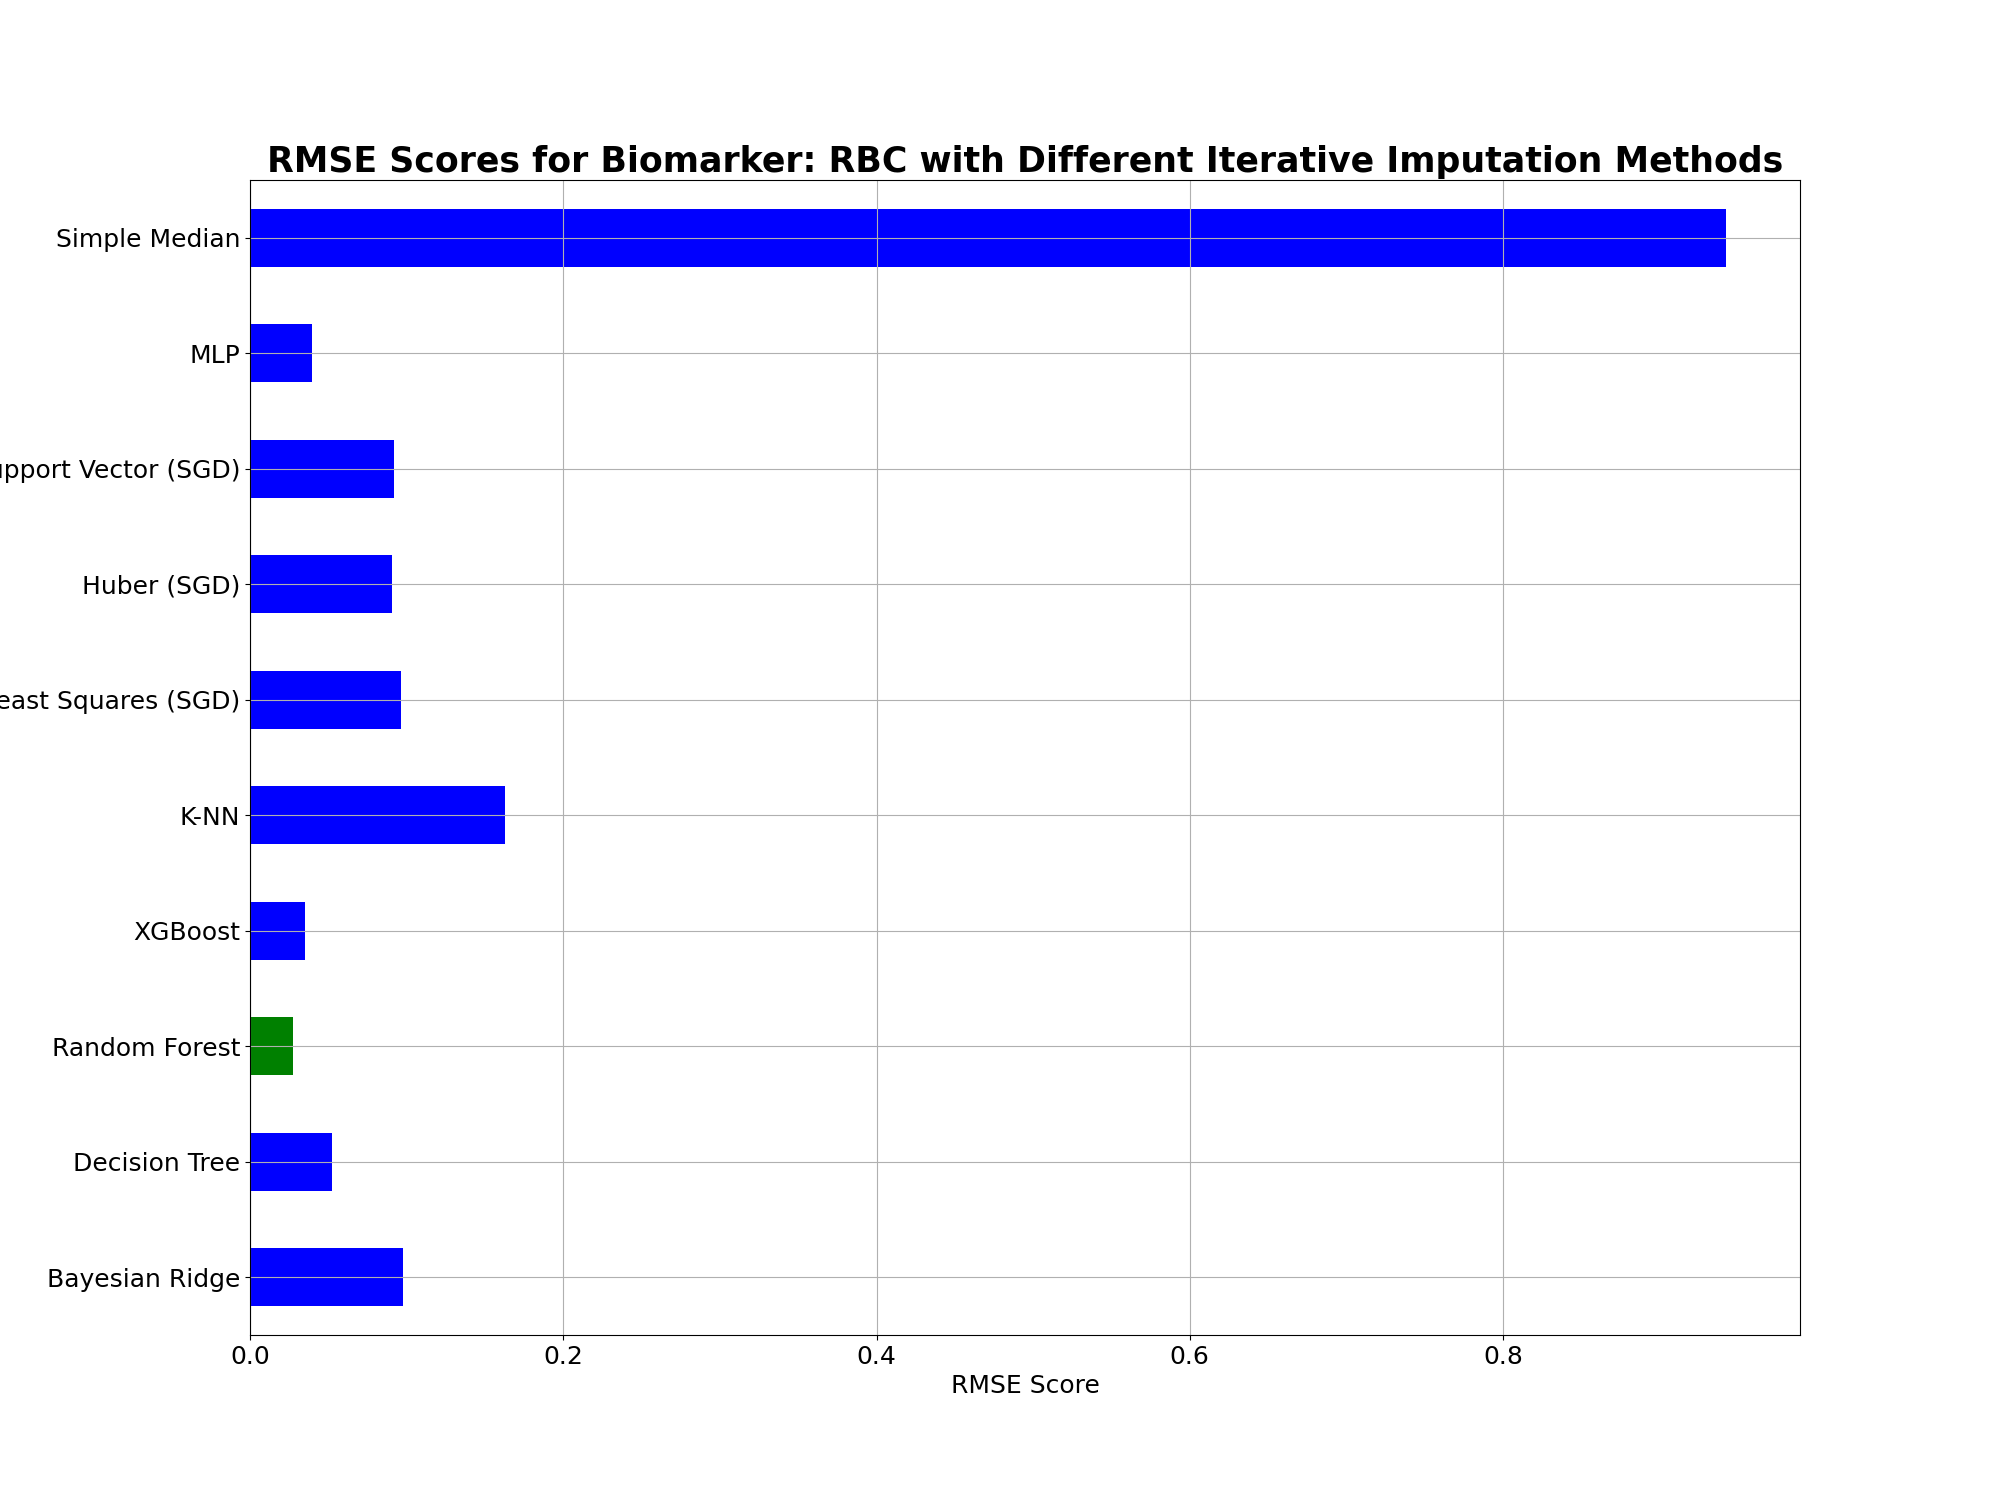 RMSE Scores for Biomarker: RBC with Different Iterative Imputation Methods
Simple Median
MLP
Vector (SGD)
Huber (SGD)
Squares (SGD)
K-NN
XGBoost
Random Forest
Decision Tree
Bayesian Ridge
0.0 0.2 0.4 0.6 0.8
RMSE Score